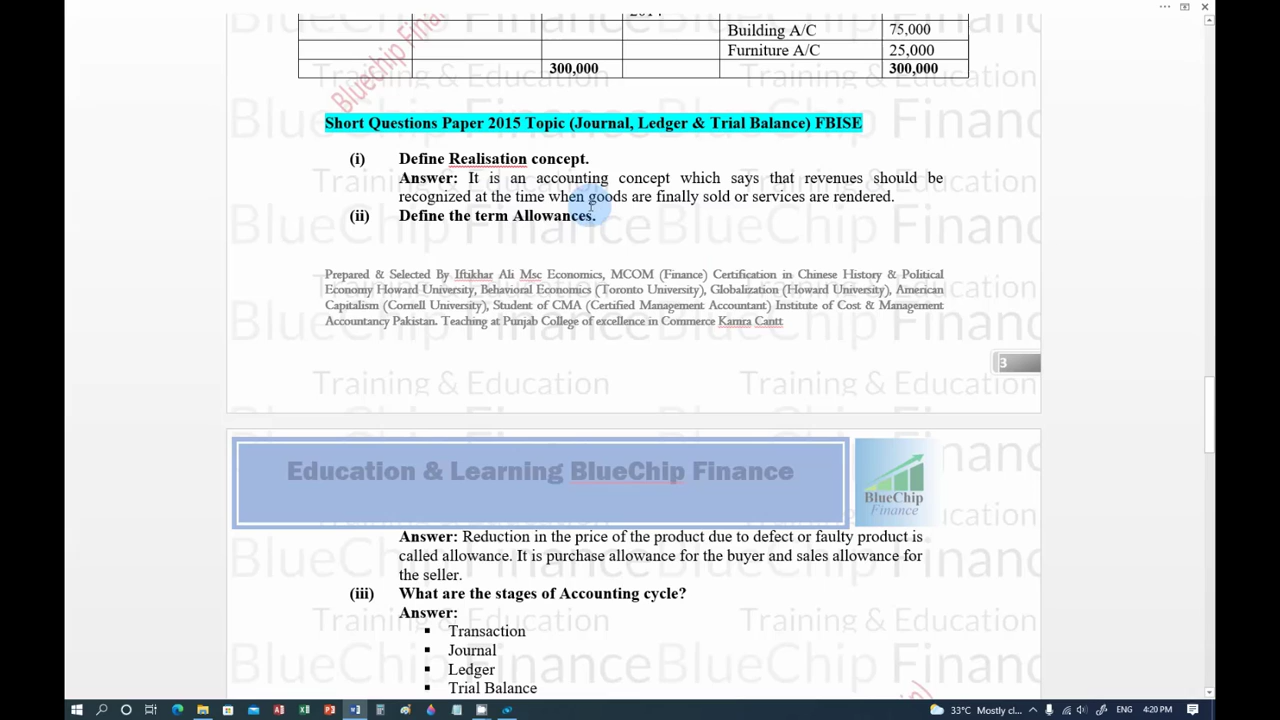 Building A/C 75,000
Furniture A/C 25,000
300,000 300,000
Short Questions Paper 2015 Topic (Journal, Ledger & Trial Balance) FBISE
(i) Define Realisation concept.
Answer: It is an accounting concept which says that revenues should be
recognized at the time when goods are finally sold or services are rendered.
(ii) Define the term Allowances.
Prepared & Selected By Iftikhar Ali Msc Economics, MCOM (Finance) Certification in Chinese History & Political
Economy Howard University, Behavioral Economics (Toronto University), Globalization (Howard University), American
Capitalism (Cornell University), Student of CMA (Certified Management Accountant) Institute of Cost & Management
Accountancy Pakistan. Teaching at Punjab College of excellence in Commerce Kamra Cantt
3
Education & Learning BlueChip Finance
BlueChip
Finance
Answer: Reduction in the price of the product due to defect or faulty product is
called allowance. It is purchase allowance for the buyer and sales allowance for
the seller.
(iii) What are the stages of Accounting cycle?
Answer:
▪ Transaction
▪ Journal
▪ Ledger
▪ Trial Balance
33°C Mostly cl... ENG 4:20 PM